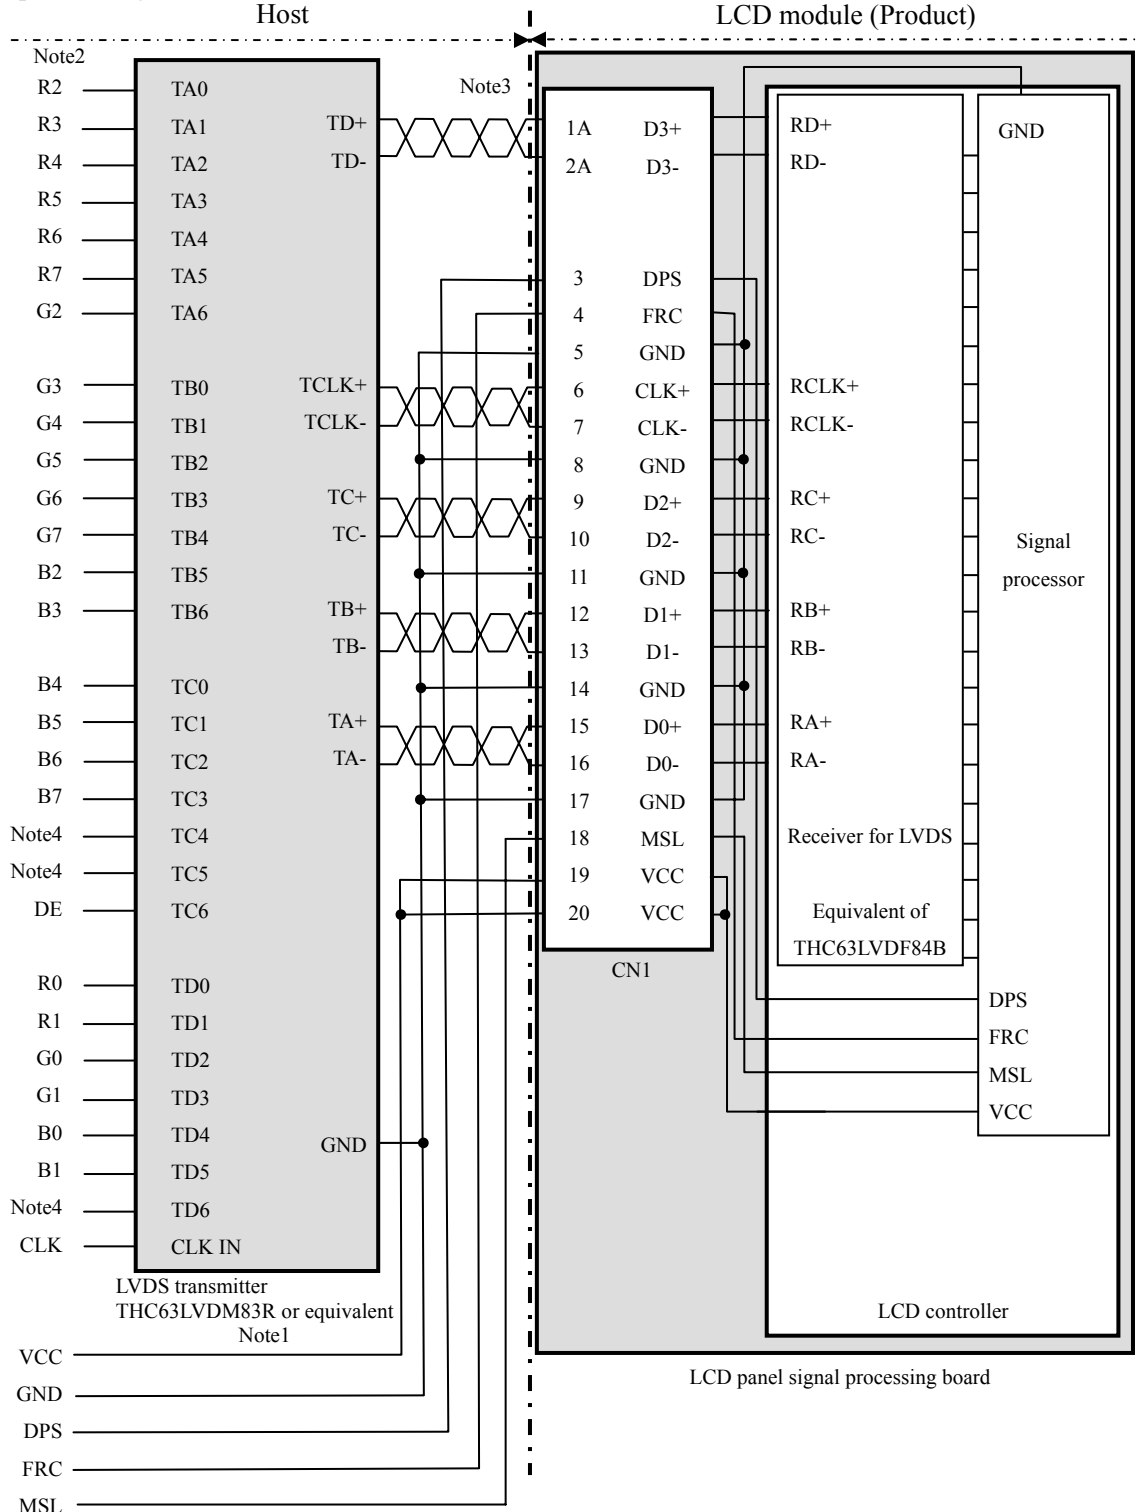 Host
LCD module (Product)
Note2
Note3
R2 TA0
R3 TA1 TD+
R4 TA2 TD-
R5 TA3
R6 TA4
R7 TA5
G2 TA6
G3 TB0 TCLK+
G4 TB1 TCLK-
G5 TB2
G6 TB3 TC+
G7 TB4 TC-
B2 TB5
B3 TB6 TB+
TB-
B4 TC0
B5 TC1 TA+
B6 TC2 TA-
B7 TC3
Note4 TC4
Note4 TC5
DE TC6
R0 TD0
R1 TD1
G0 TD2
G1 TD3
B0 TD4 GND
B1 TD5
Note4 TD6
CLK CLK IN
LVDS transmitter
THC63LVDM83R or equivalent
Note1
VCC
GND
DPS
FRC
MSL
1A D3+
2A D3-
3 DPS
4 FRC
5 GND
6 CLK+
7 CLK-
8 GND
9 D2+
10 D2-
11 GND
12 D1+
13 D1-
14 GND
15 D0+
16 D0-
17 GND
18 MSL
19 VCC
20 VCC
CN1
RD+
RD-
RCLK+
RCLK-
RC+
RC-
RB+
RB-
RA+
RA-
Receiver for LVDS
Equivalent of
THC63LVDF84B
GND
Signal
processor
DPS
FRC
MSL
VCC
LCD controller
LCD panel signal processing board